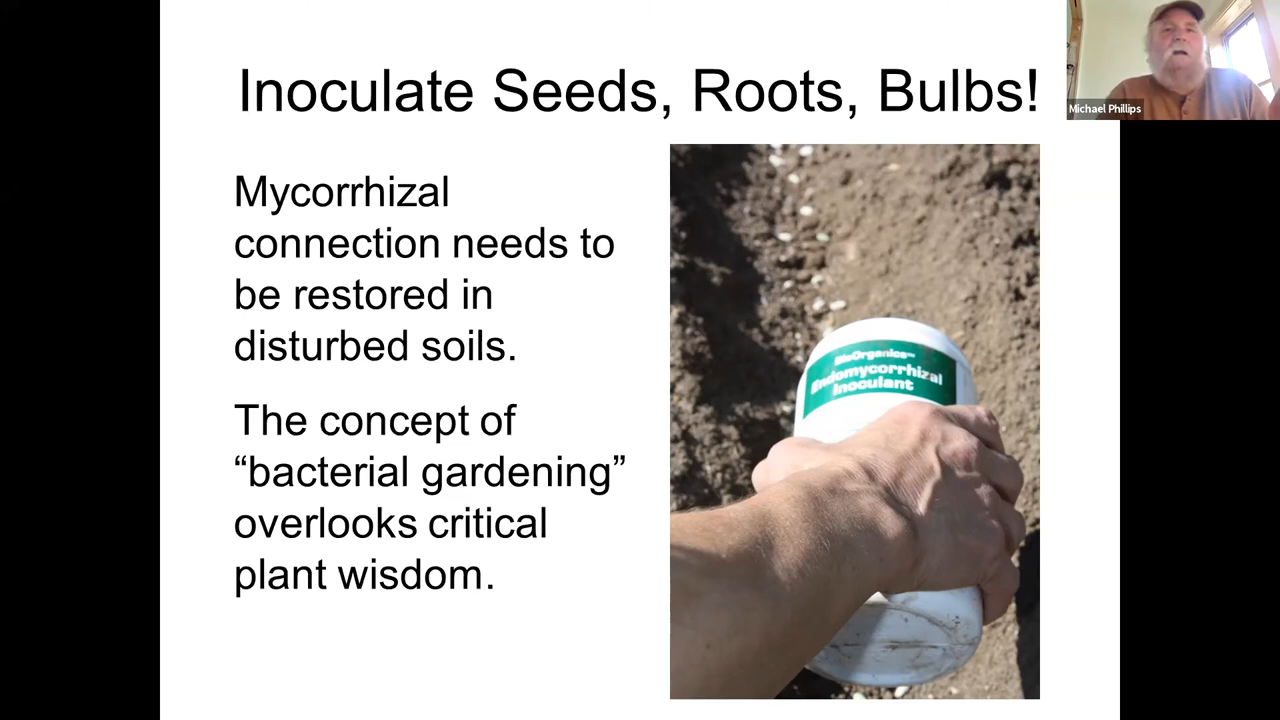 Inoculate Seeds, Roots, Bulbs!
Michael Phillips
Mycorrhizal
connection needs to
be restored in
disturbed soils.
The concept of
“bacterial gardening”
overlooks critical
plant wisdom.
BioOrganics™
Endomycorrhizal
Inoculant